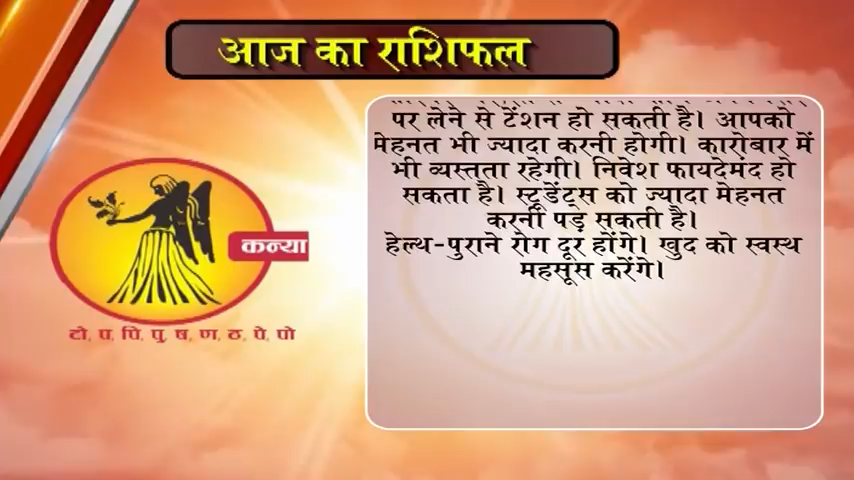 आज का राशिफल
पर लेने से टेंशन हो सकती है। आपको
मेहनत भी ज्यादा करनी होगी। कारोबार में
भी व्यस्तता रहेगी। निवेश फायदेमंद हो
सकता है। स्टूडेंट्स को ज्यादा मेहनत
करनी पड़े सकती है।
हेल्थ-पुराने रोग दूर होंगे। खुद को स्वस्थ
महसूस करेंगे।
कन्या
टो, प, पि, पु, ष, ण, ठ, पे, पो